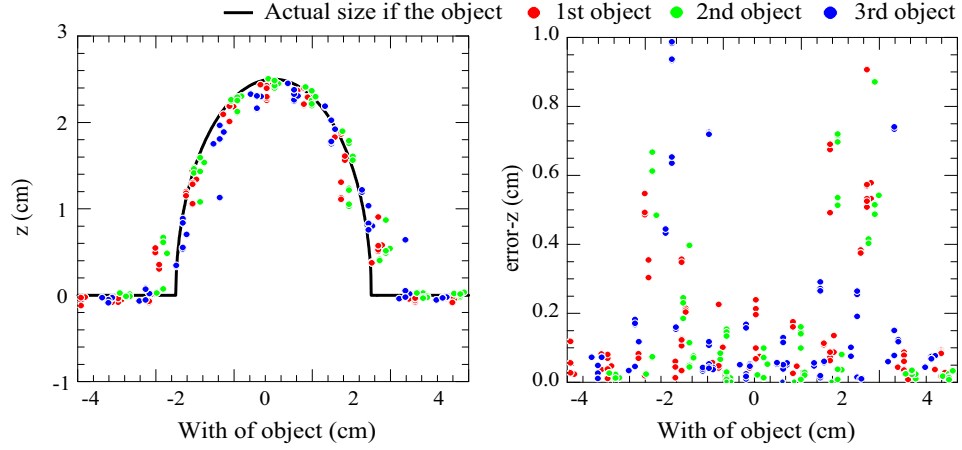 Actual size if the object 1st object 2nd object 3rd object
3
2
1
0
-1
z (cm)
-4 -2 0 2 4
With of object (cm)
1.0
0.8
0.6
0.4
0.2
0.0
error-z (cm)
-4 -2 0 2 4
With of object (cm)